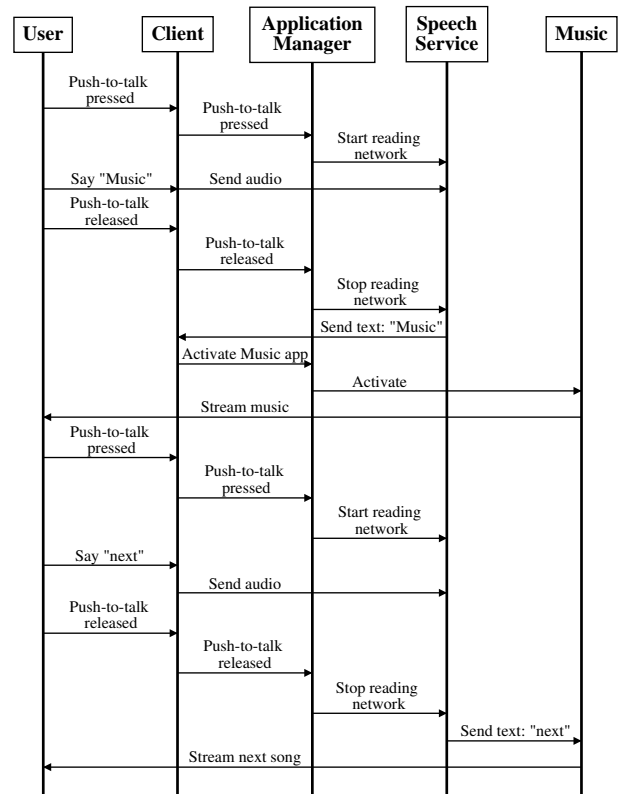 User
Client
Application
Manager
Speech
Service
Music
Push-to-talk
pressed
Push-to-talk
pressed
Start reading
network
Say "Music"
Send audio
Push-to-talk
released
Push-to-talk
released
Stop reading
network
Send text: "Music"
Activate Music app
Activate
Stream music
Push-to-talk
pressed
Push-to-talk
pressed
Start reading
network
Say "next"
Send audio
Push-to-talk
released
Push-to-talk
released
Stop reading
network
Send text: "next"
Stream next song